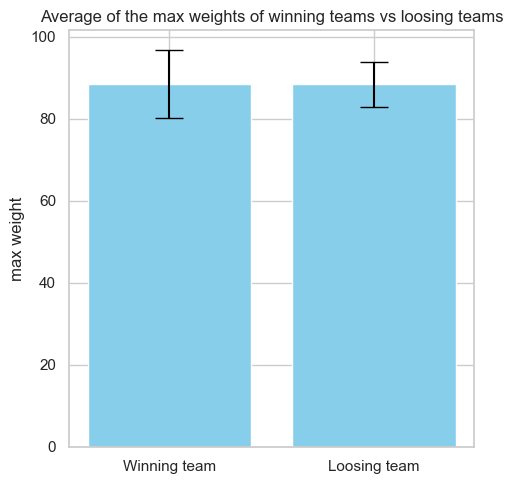 Average of the max weights of winning teams vs loosing teams
100
80
60
40
20
0
max weight
Winning team
Loosing team